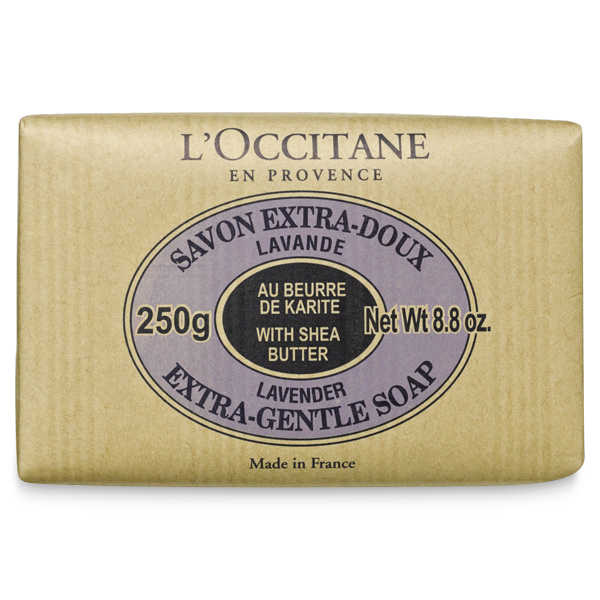 L'OCCITANE
EN PROVENCE
SAVON EXTRA-DOUX
LAVANDE
AU BEURRE
DE KARITE
250g
Net Wt 8.8 oz.
WITH SHEA
BUTTER
LAVENDER
EXTRA-GENTLE SOAP
Made in France